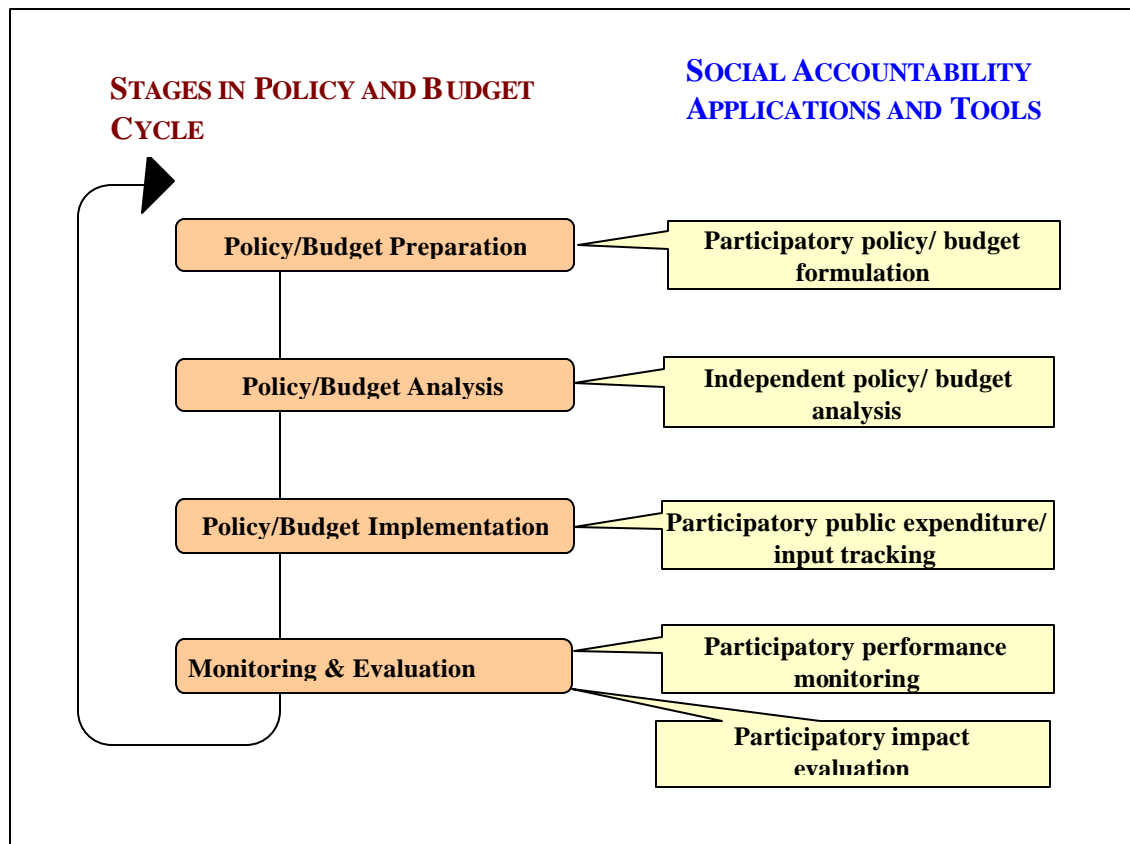 STAGES IN POLICY AND BUDGET
CYCLE
SOCIAL ACCOUNTABILITY
APPLICATIONS AND TOOLS
Policy/Budget Preparation
Participatory policy/ budget
formulation
Policy/Budget Analysis
Independent policy/ budget
analysis
Policy/Budget Implementation
Participatory public expenditure/
input tracking
Monitoring & Evaluation
Participatory performance
monitoring
Participatory impact
evaluation